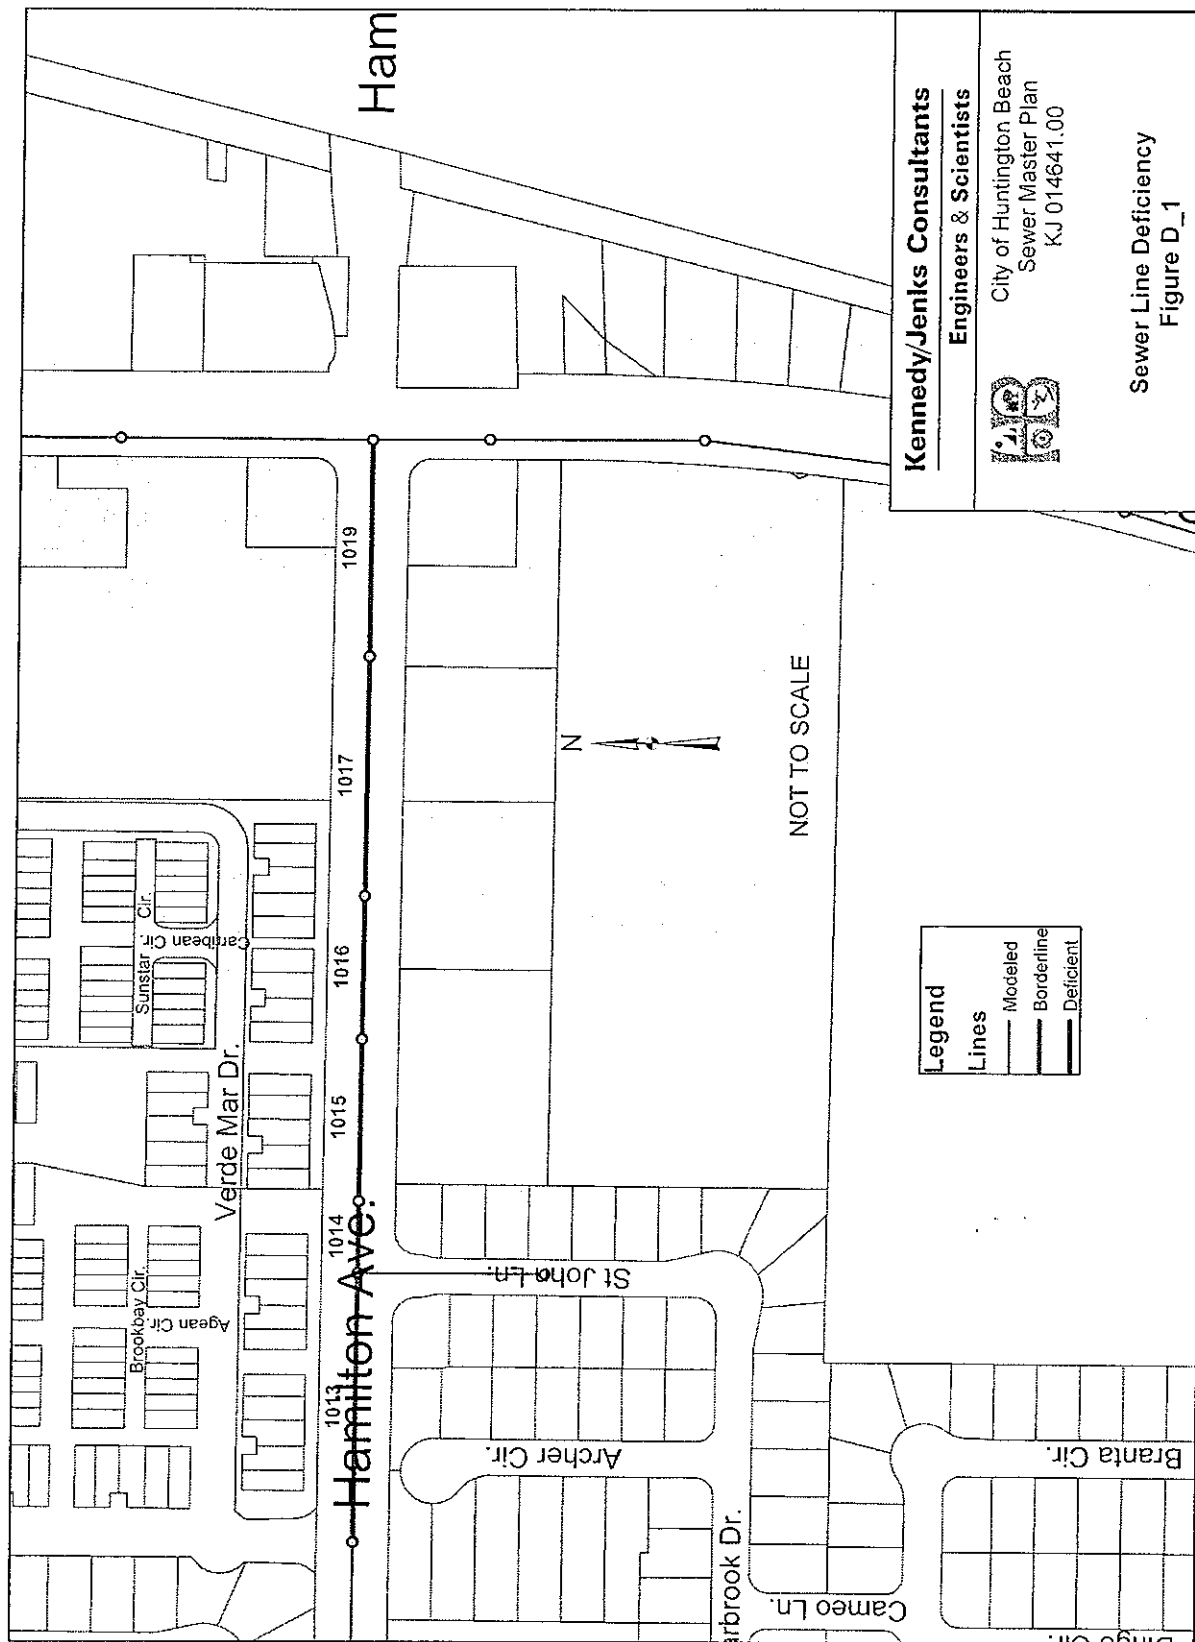 Ham
1019
1017
1016
1015
1014
1013
Hamilton Ave.
Sunstar Cir.
Carribean Cir.
Verde Mar Dr.
Brookbay Cir.
Agean Cir.
St John Ln.
Archer Cir.
arbrook Dr.
Cameo Ln.
Branta Cir.
N
NOT TO SCALE
Legend
Lines
Modeled
Borderline
Deficient
Kennedy/Jenks Consultants
Engineers & Scientists
City of Huntington Beach
Sewer Master Plan
KJ 014641.00
Sewer Line Deficiency
Figure D_1